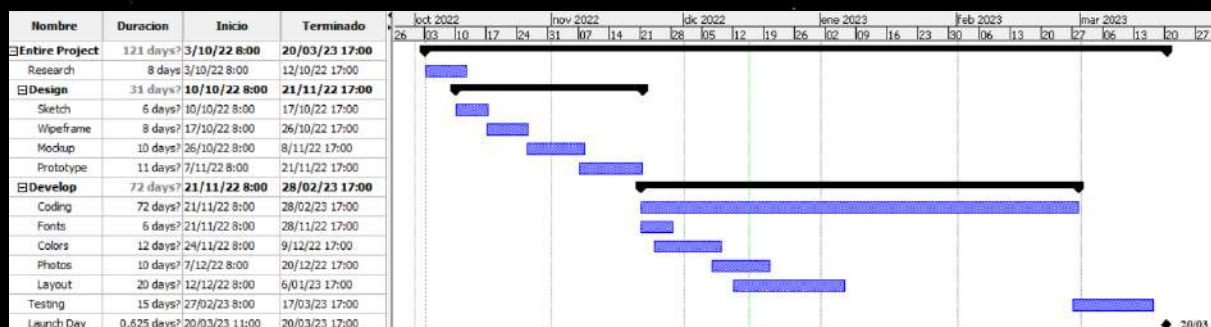 Nombre Duracion Inicio Terminado oct 2022 nov 2022 dic 2022 ene 2023 feb 2023 mar 2023
26 03 10 17 24 31 07 14 21 28 05 12 19 26 02 09 16 23 30 06 13 20 27 06 13 20 27
Entire Project 121 days? 3/10/22 8:00 20/03/23 17:00
Research 8 days 3/10/22 8:00 12/10/22 17:00
Design 31 days? 10/10/22 8:00 21/11/22 17:00
Sketch 6 days? 10/10/22 8:00 17/10/22 17:00
Wipeframe 8 days? 17/10/22 8:00 26/10/22 17:00
Mockup 10 days? 26/10/22 8:00 8/11/22 17:00
Prototype 11 days? 7/11/22 8:00 21/11/22 17:00
Develop 72 days? 21/11/22 8:00 28/02/23 17:00
Coding 72 days? 21/11/22 8:00 28/02/23 17:00
Fonts 6 days? 21/11/22 8:00 28/11/22 17:00
Colors 12 days? 24/11/22 8:00 9/12/22 17:00
Photos 10 days? 7/12/22 8:00 20/12/22 17:00
Layout 20 days? 12/12/22 8:00 6/01/23 17:00
Testing 15 days? 27/02/23 8:00 17/03/23 17:00
Launch Day 0.625 days? 20/03/23 11:00 20/03/23 17:00 20/03